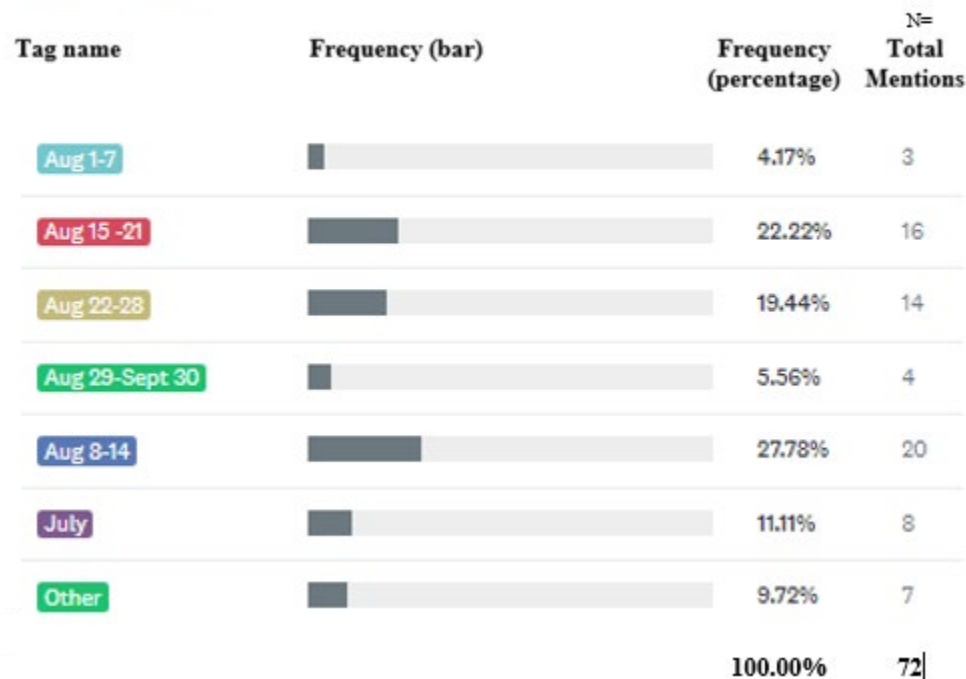 N=
Tag name Frequency (bar) Frequency Total
(percentage) Mentions
Aug 1-7 4.17% 3
Aug 15 -21 22.22% 16
Aug 22-28 19.44% 14
Aug 29-Sept 30 5.56% 4
Aug 8-14 27.78% 20
July 11.11% 8
Other 9.72% 7
100.00% 72